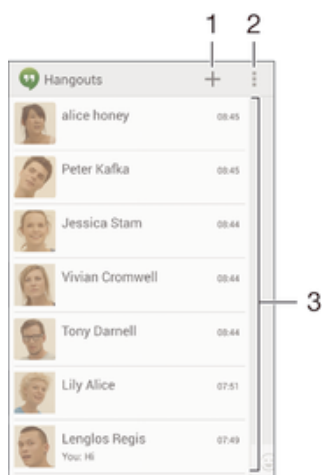 1 2
Hangouts
alice honey 08:45
Peter Kafka 08:45
Jessica Stam 08:44
Vivian Cromwell 08:44
Tony Darnell 08:44
3
Lily Alice 07:51
Lenglos Regis 07:49
You: Hi